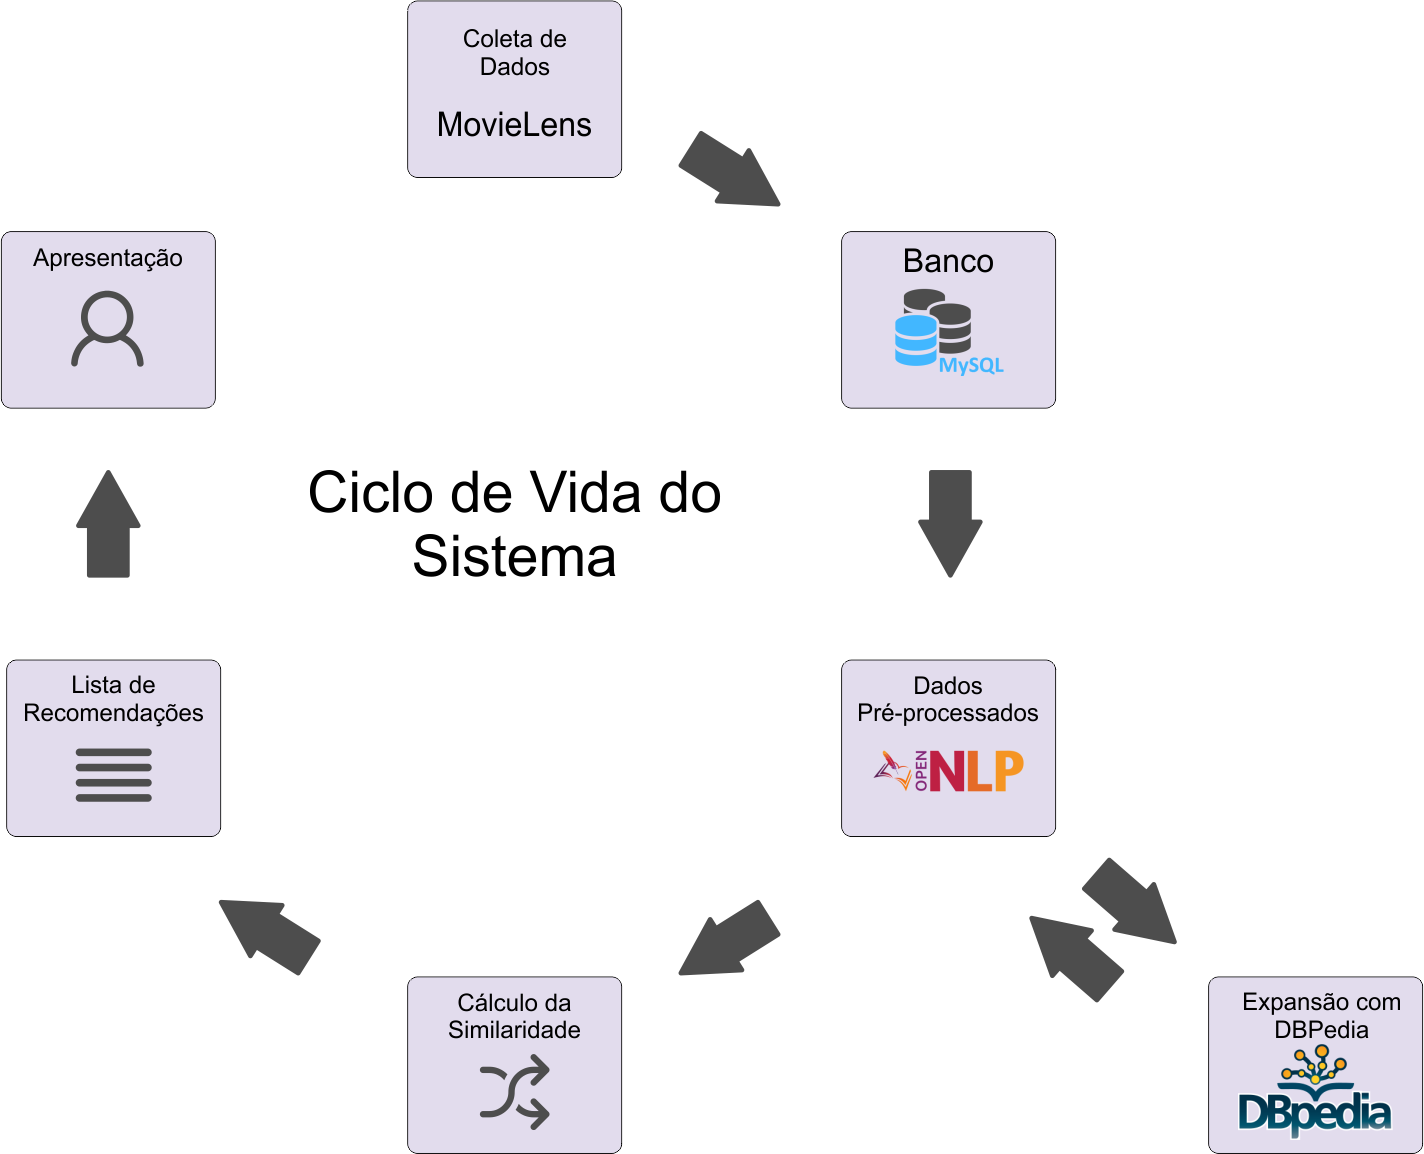 Coleta de
Dados
MovieLens
Apresentação
Banco
MySQL
Ciclo de Vida do
Sistema
Lista de
Recomendações
Dados
Pré-processados
OPEN NLP
Cálculo da
Similaridade
Expansão com
DBPedia
DBpedia